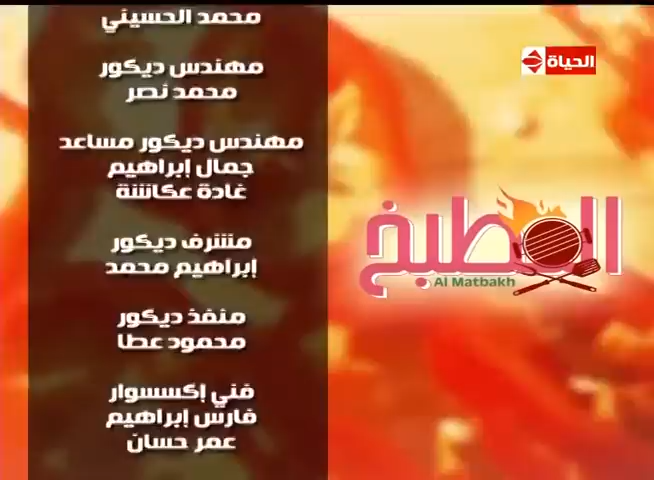 محمد الحسيني
مهندس ديكور
محمد نصر
مهندس ديكور مساعد
جمال إبراهيم
غادة عكاشة
مشرف ديكور
إبراهيم محمد
منفذ ديكور
محمود عطا
فني إكسسوار
فارس إبراهيم
عمر حسان
الحياة
المطبخ
Al Matbakh